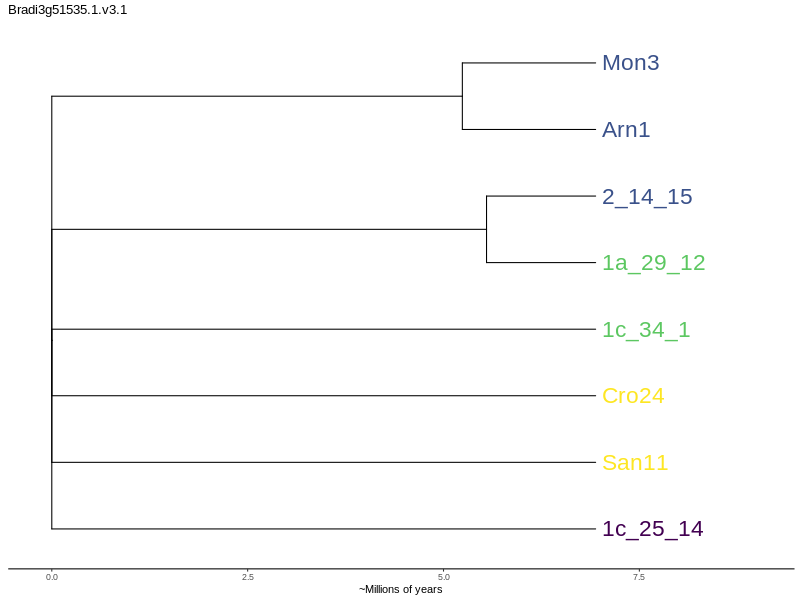 Bradi3g51535.1.v3.1
Mon3
Arn1
2_14_15
1a_29_12
1c_34_1
Cro24
San11
1c_25_14
0.0 2.5 5.0 7.5
~Millions of years